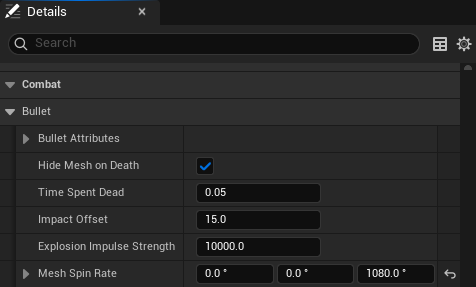 Details
Search
Combat
Bullet
Bullet Attributes
Hide Mesh on Death
Time Spent Dead 0.05
Impact Offset 15.0
Explosion Impulse Strength 10000.0
Mesh Spin Rate 0.0 ° 0.0 ° 1080.0 °